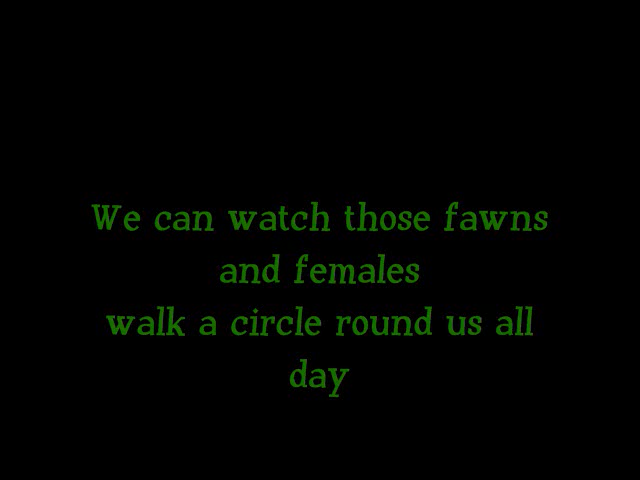 We can watch those fawns
and females
walk a circle round us all
day